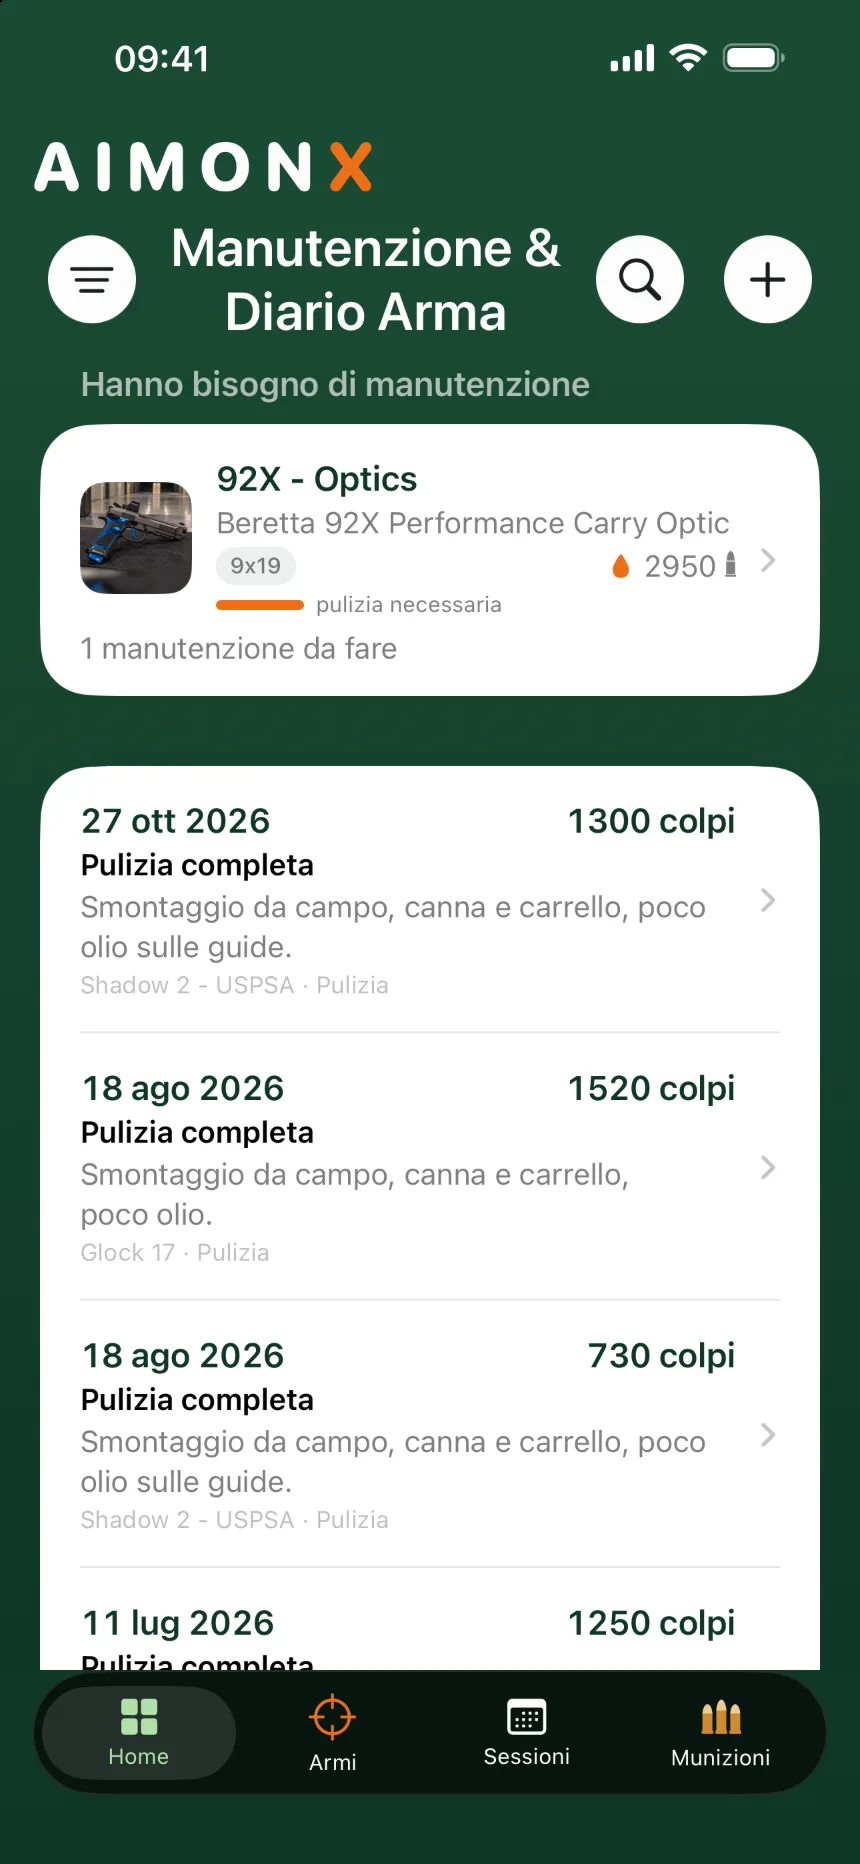 09:41
AIMONX
Manutenzione &
Diario Arma
Hanno bisogno di manutenzione
92X - Optics
Beretta 92X Performance Carry Optic
9x19
2950
pulizia necessaria
1 manutenzione da fare
27 ott 2026
1300 colpi
Pulizia completa
Smontaggio da campo, canna e carrello, poco
olio sulle guide.
Shadow 2 - USPSA · Pulizia
18 ago 2026
1520 colpi
Pulizia completa
Smontaggio da campo, canna e carrello,
poco olio.
Glock 17 · Pulizia
18 ago 2026
730 colpi
Pulizia completa
Smontaggio da campo, canna e carrello, poco
olio sulle guide.
Shadow 2 - USPSA · Pulizia
11 lug 2026
1250 colpi
Pulizia completa
Home
Armi
Sessioni
Munizioni